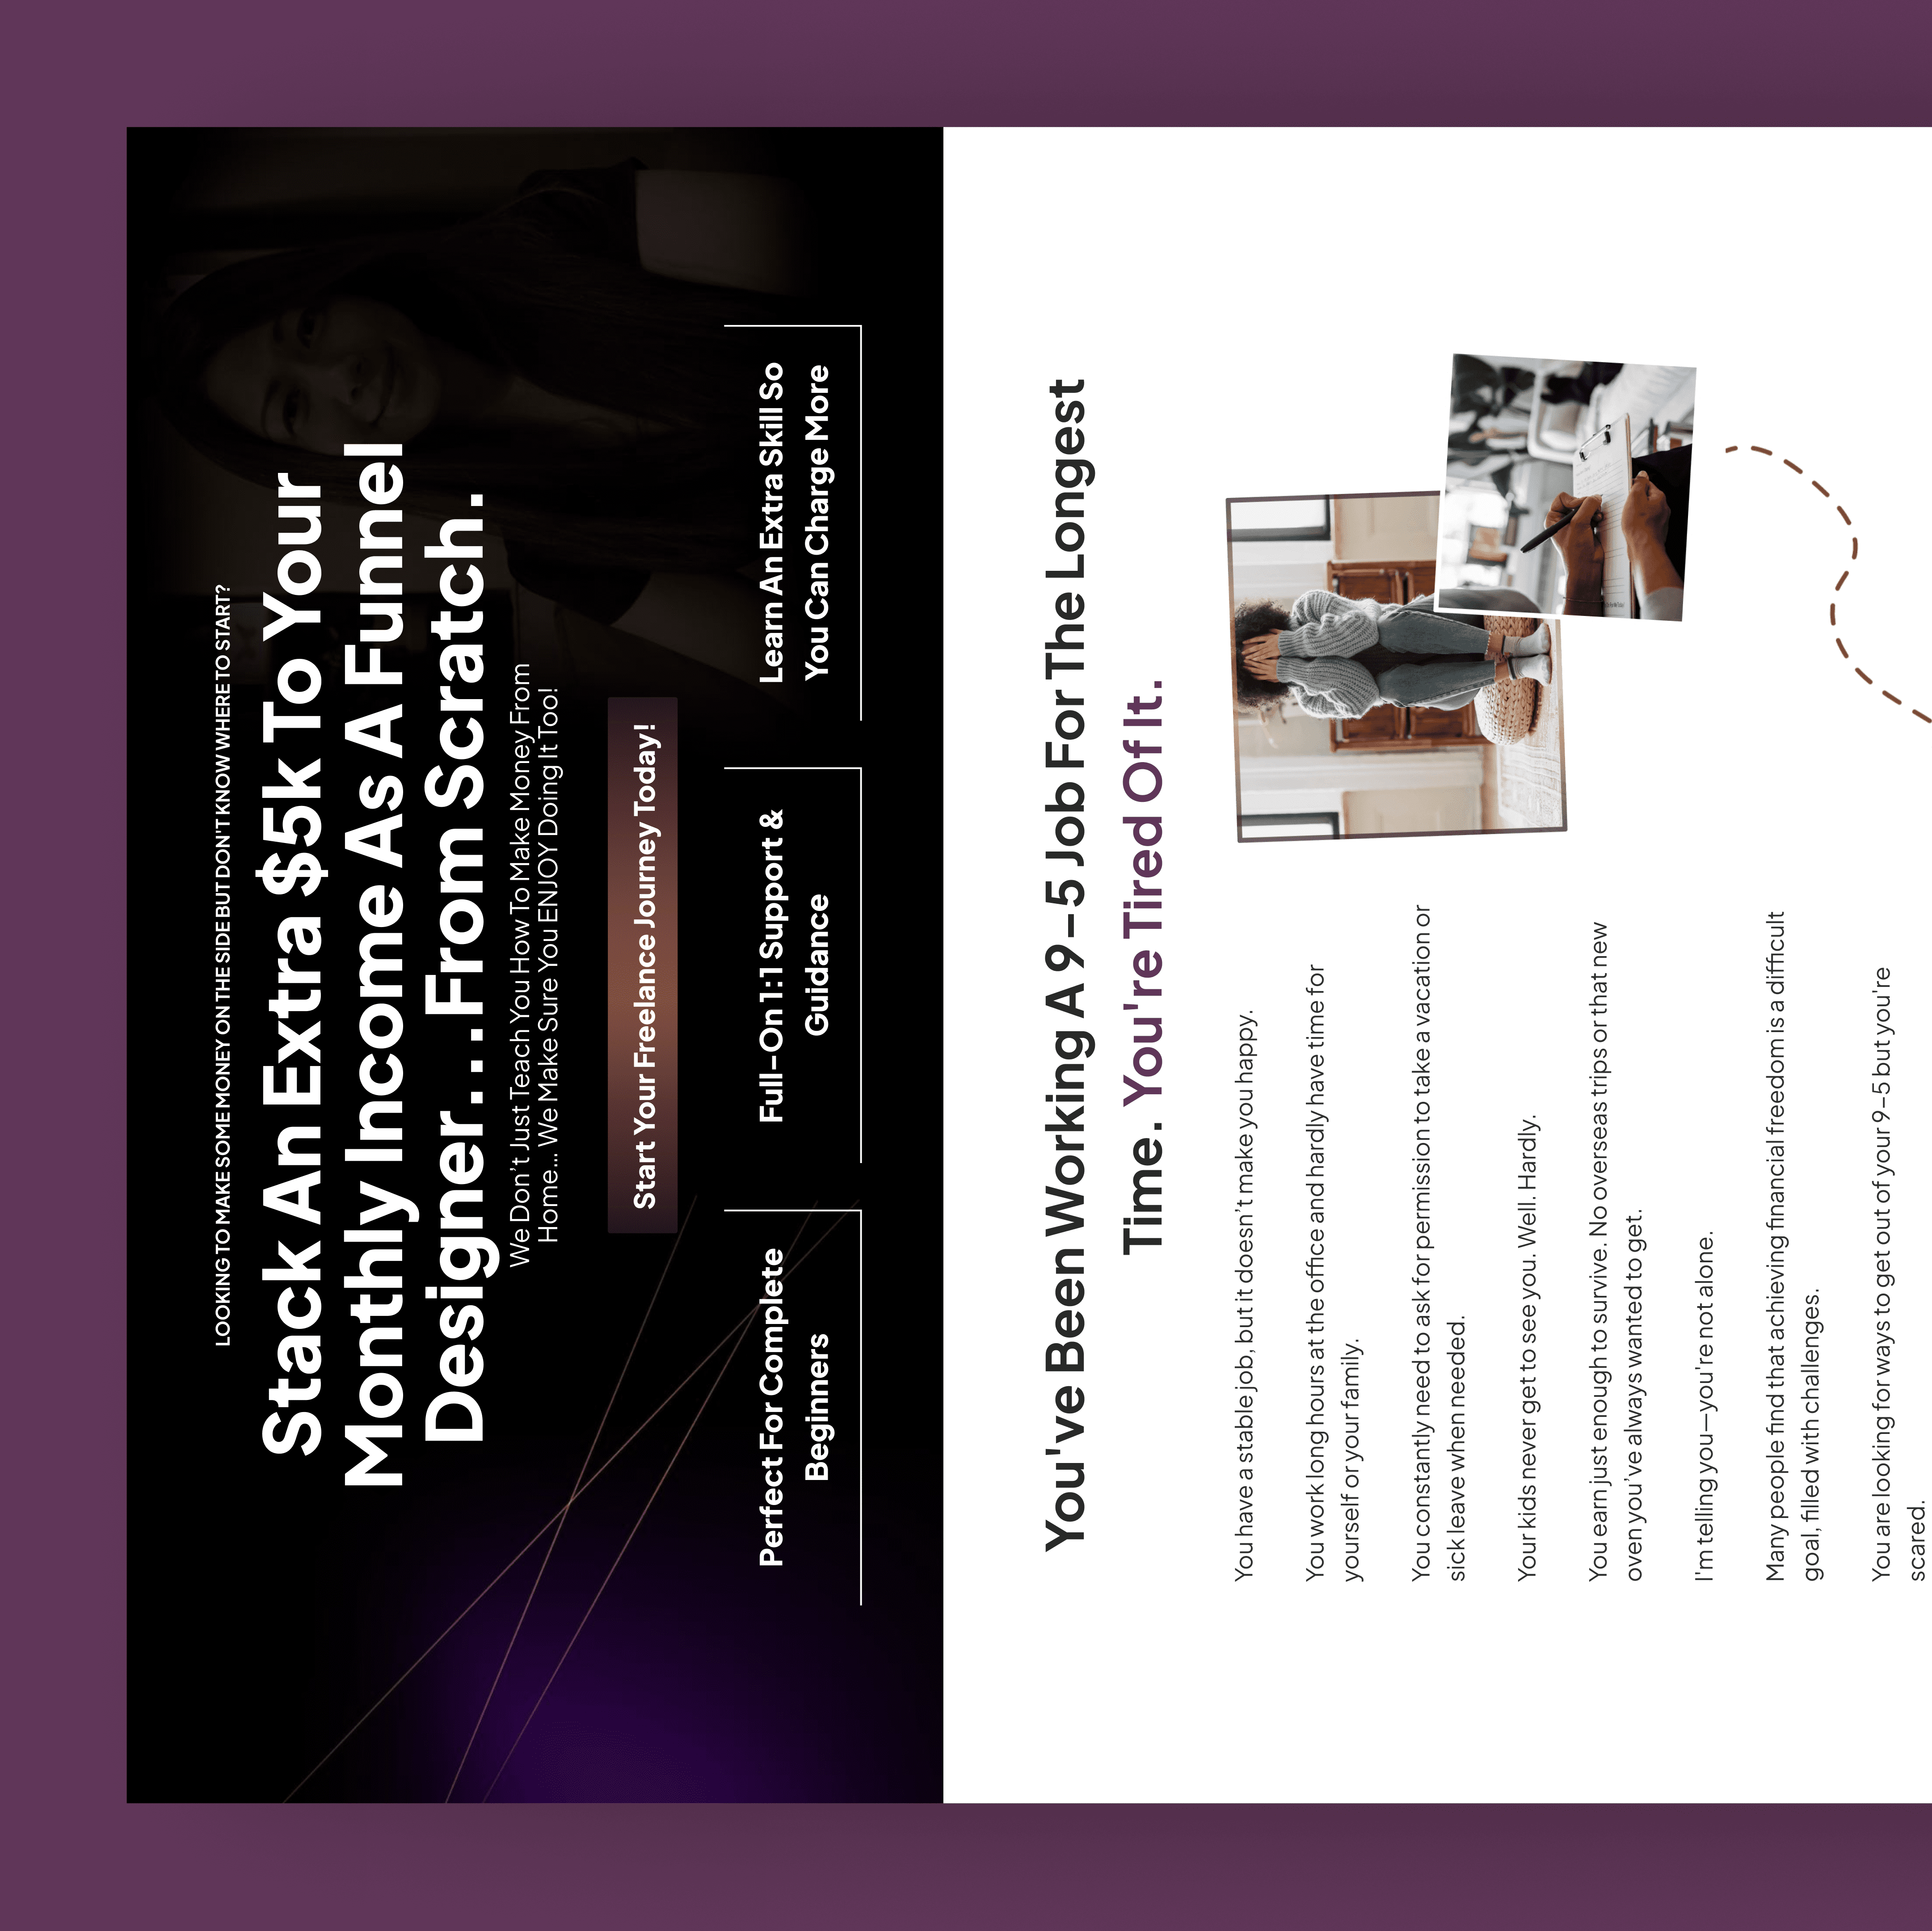 LOOKING TO MAKE SOME MONEY ON THE SIDE BUT DON'T KNOW WHERE TO START?
Stack An Extra $5k To Your
Monthly Income As A Funnel
Designer. . .From Scratch.
We Don't Just Teach You How To Make Money From
Home... We Make Sure You ENJOY Doing It Too!
Start Your Freelance Journey Today!
Perfect For Complete
Beginners
Full-On 1:1 Support &
Guidance
Learn An Extra Skill So
You Can Charge More
You've Been Working A 9-5 Job For The Longest
Time. You're Tired Of It.
You have a stable job, but it doesn't make you happy.
You work long hours at the office and hardly have time for
yourself or your family.
You constantly need to ask for permission to take a vacation or
sick leave when needed.
Your kids never get to see you. Well. Hardly.
You earn just enough to survive. No overseas trips or that new
oven you've always wanted to get.
I'm telling you—you're not alone.
Many people find that achieving financial freedom is a difficult
goal, filled with challenges.
You are looking for ways to get out of your 9-5 but you're
scared.